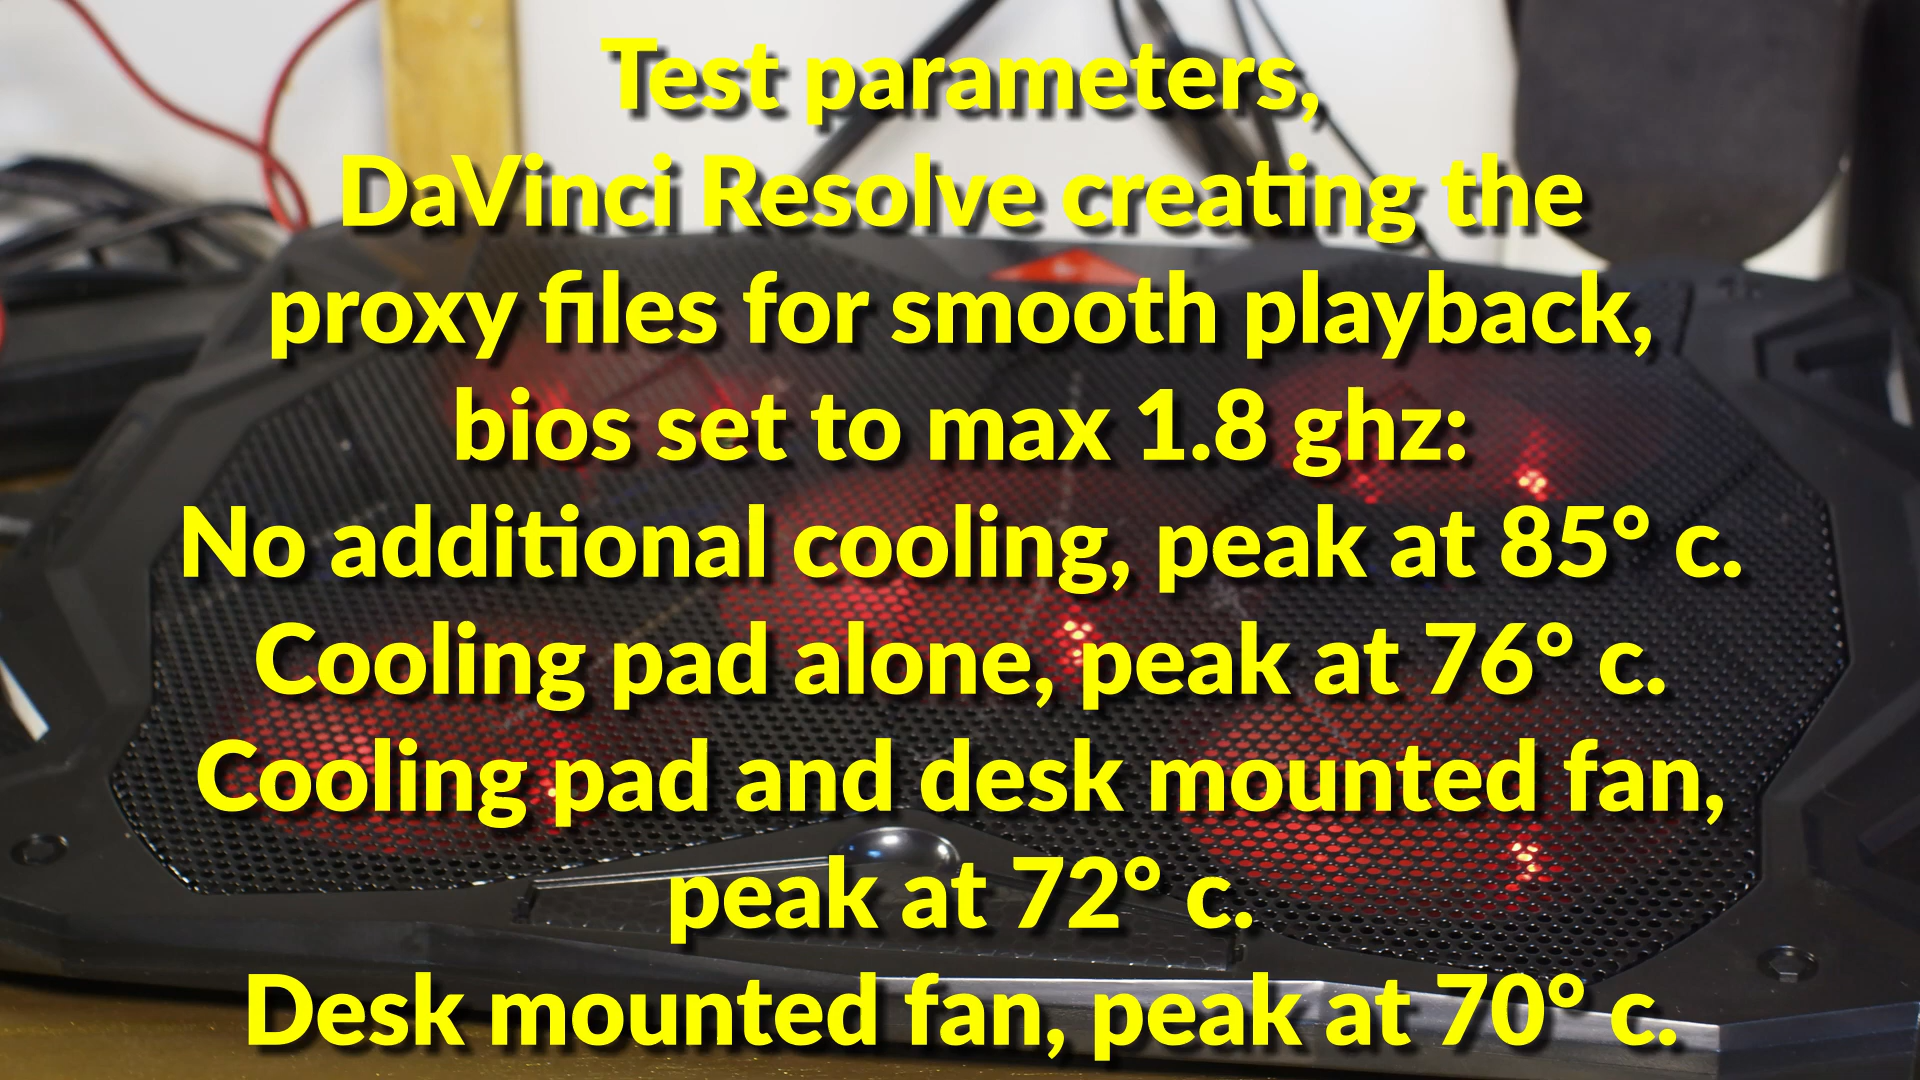 Test parameters,
DaVinci Resolve creating the
proxy files for smooth playback,
bios set to max 1.8 ghz:
No additional cooling, peak at 85° c.
Cooling pad alone, peak at 76° c.
Cooling pad and desk mounted fan,
peak at 72° c.
Desk mounted fan, peak at 70° c.